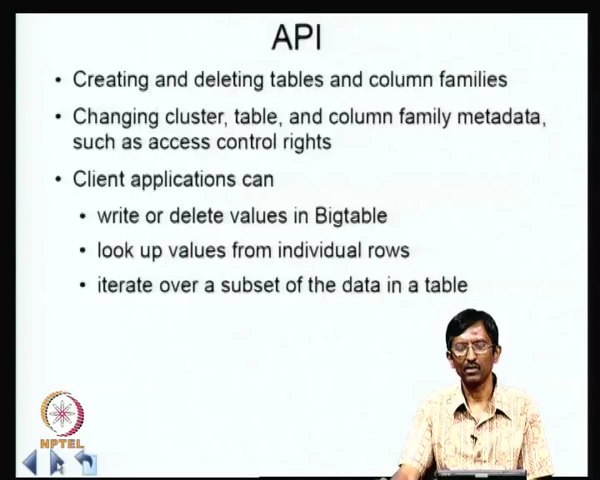 API
• Creating and deleting tables and column families
• Changing cluster, table, and column family metadata,
such as access control rights
• Client applications can
• write or delete values in Bigtable
• look up values from individual rows
• iterate over a subset of the data in a table
NPTEL